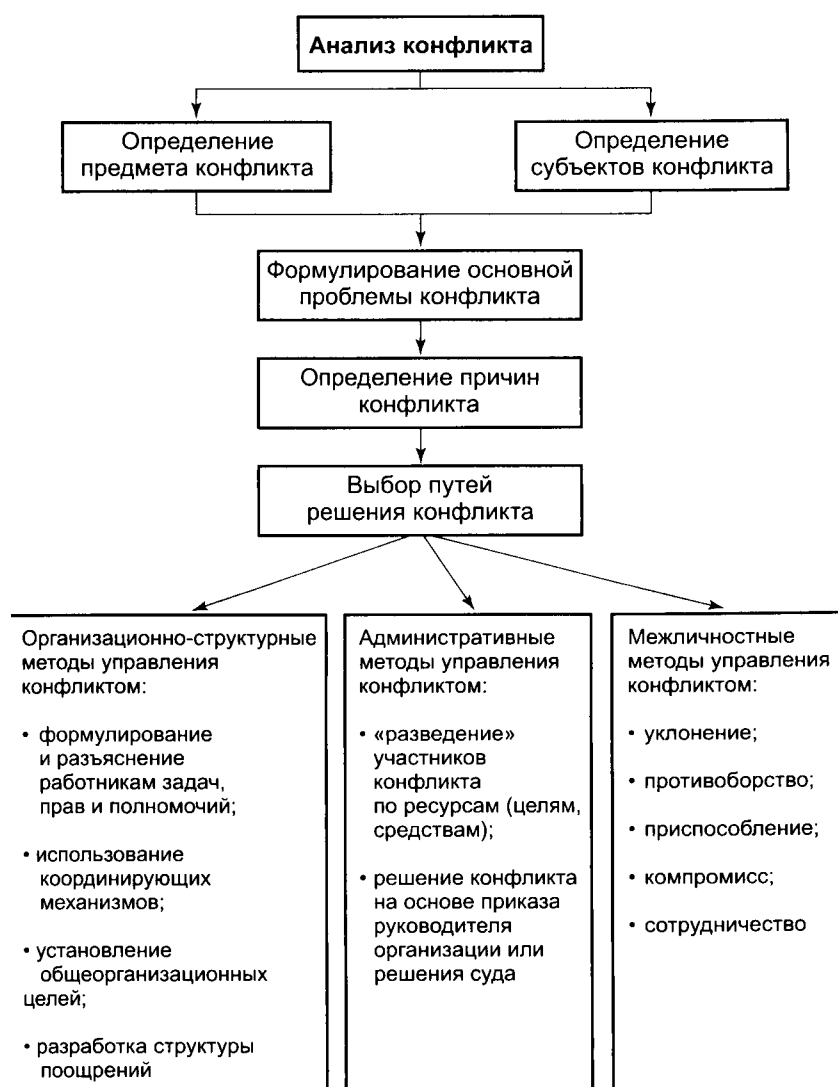 Анализ конфликта
Определение
предмета конфликта
Определение
субъектов конфликта
Формулирование основной
проблемы конфликта
Определение причин
конфликта
Выбор путей
решения конфликта
Организационно-структурные
методы управления
конфликтом:
• формулирование
и разъяснение
работникам задач,
прав и полномочий;
• использование
координирующих
механизмов;
• установление
общеорганизационных
целей;
• разработка структуры
поощрений
Административные
методы управления
конфликтом:
• «разведение»
участников
конфликта
по ресурсам (целям,
средствам);
• решение конфликта
на основе приказа
руководителя
организации или
решения суда
Межличностные
методы управления
конфликтом:
• уклонение;
• противоборство;
• приспособление;
• компромисс;
• сотрудничество